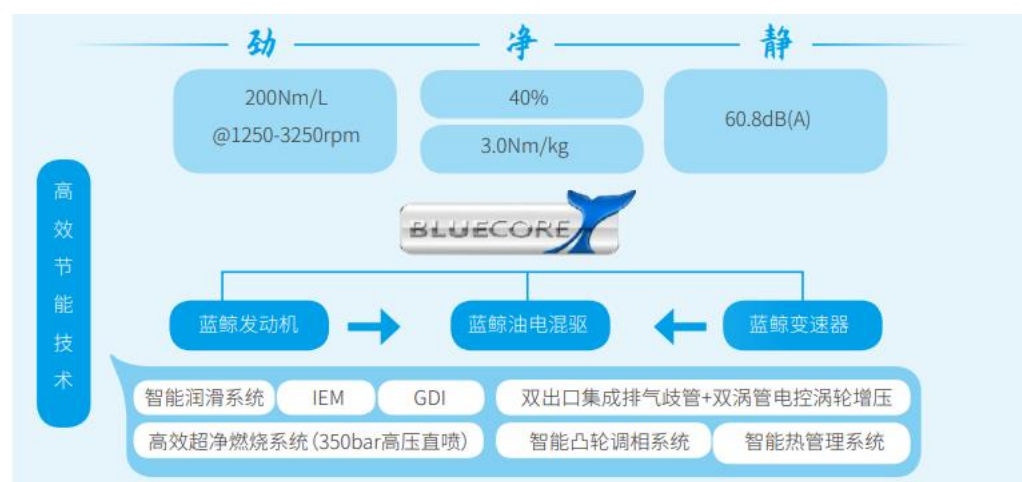 劲 净 静
200Nm/L
@1250-3250rpm
40%
3.0Nm/kg
60.8dB(A)
高效节能技术
BLUECORE
蓝鲸发动机 蓝鲸油电混驱 蓝鲸变速器
智能润滑系统 IEM GDI 双出口集成排气歧管+双涡管电控涡轮增压
高效超净燃烧系统(350bar高压直喷) 智能凸轮调相系统 智能热管理系统